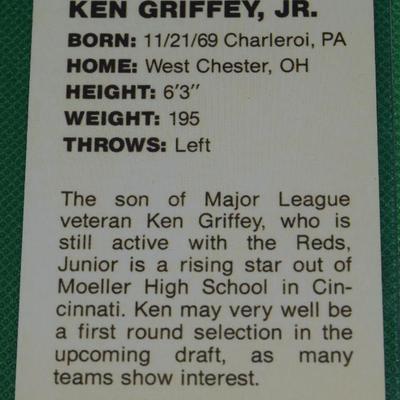 KEN GRIFFEY, JR.
BORN: 11/21/69 Charleroi, PA
HOME: West Chester, OH
HEIGHT: 6'3"
WEIGHT: 195
THROWS: Left
The son of Major League
veteran Ken Griffey, who is
still active with the Reds,
Junior is a rising star out of
Moeller High School in Cin-
cinnati. Ken may very well be
a first round selection in the
upcoming draft, as many
teams show interest.